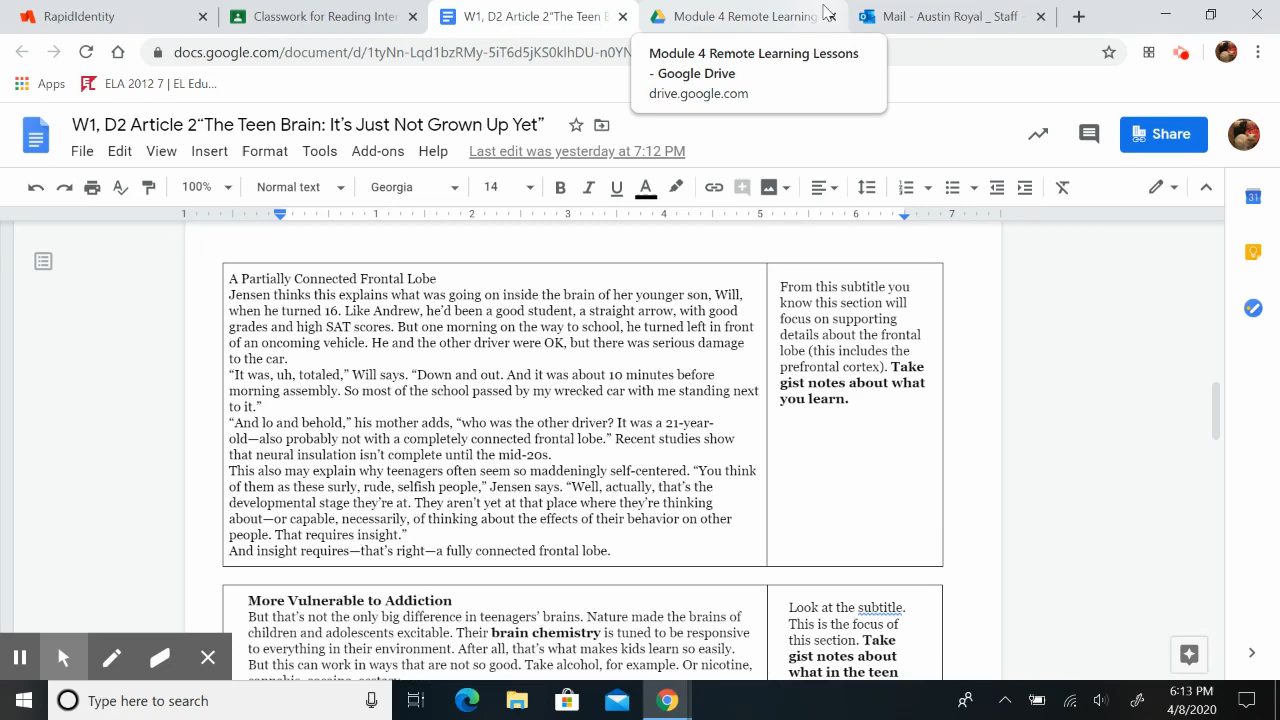 RapidIdentity
Classwork for Reading Inter
W1, D2 Article 2“The Teen B
Module 4 Remote Learning
Mail - Austin Royal _ Staff -
docs.google.com/document/d/1tyNn-Lqd1bzRMy-5iT6d5jKS0klhDU-n0YN
Module 4 Remote Learning Lessons
- Google Drive
drive.google.com
Apps
ELA 2012 7 | EL Edu...
W1, D2 Article 2“The Teen Brain: It’s Just Not Grown Up Yet”
Share
File Edit View Insert Format Tools Add-ons Help Last edit was yesterday at 7:12 PM
100% Normal text Georgia 14 B I U A
1 1 2 3 4 5 6 7
31
A Partially Connected Frontal Lobe
Jensen thinks this explains what was going on inside the brain of her younger son, Will,
when he turned 16. Like Andrew, he’d been a good student, a straight arrow, with good
grades and high SAT scores. But one morning on the way to school, he turned left in front
of an oncoming vehicle. He and the other driver were OK, but there was serious damage
to the car.
“It was, uh, totaled,” Will says. “Down and out. And it was about 10 minutes before
morning assembly. So most of the school passed by my wrecked car with me standing next
to it.”
“And lo and behold,” his mother adds, “who was the other driver? It was a 21-year-
old—also probably not with a completely connected frontal lobe.” Recent studies show
that neural insulation isn’t complete until the mid-20s.
This also may explain why teenagers often seem so maddeningly self-centered. “You think
of them as these surly, rude, selfish people,” Jensen says. “Well, actually, that’s the
developmental stage they’re at. They aren’t yet at that place where they’re thinking
about—or capable, necessarily, of thinking about the effects of their behavior on other
people. That requires insight.”
And insight requires—that’s right—a fully connected frontal lobe.
From this subtitle you
know this section will
focus on supporting
details about the frontal
lobe (this includes the
prefrontal cortex). Take
gist notes about what
you learn.
More Vulnerable to Addiction
But that’s not the only big difference in teenagers’ brains. Nature made the brains of
children and adolescents excitable. Their brain chemistry is tuned to be responsive
to everything in their environment. After all, that’s what makes kids learn so easily.
But this can work in ways that are not so good. Take alcohol, for example. Or nicotine,
cannabis, cocaine, ecstasy
Look at the subtitle.
This is the focus of
this section. Take
gist notes about
what in the teen
Type here to search
6:13 PM
4/8/2020